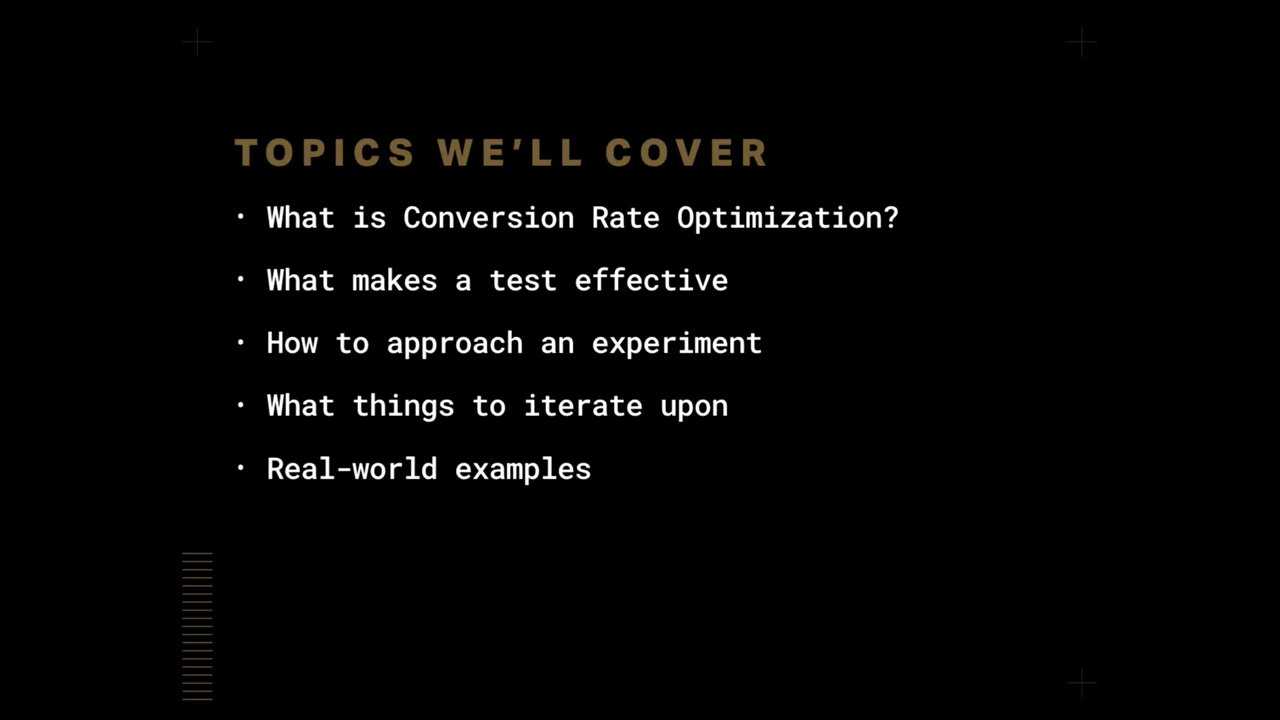 TOPICS WE’LL COVER
· What is Conversion Rate Optimization?
· What makes a test effective
· How to approach an experiment
· What things to iterate upon
· Real-world examples